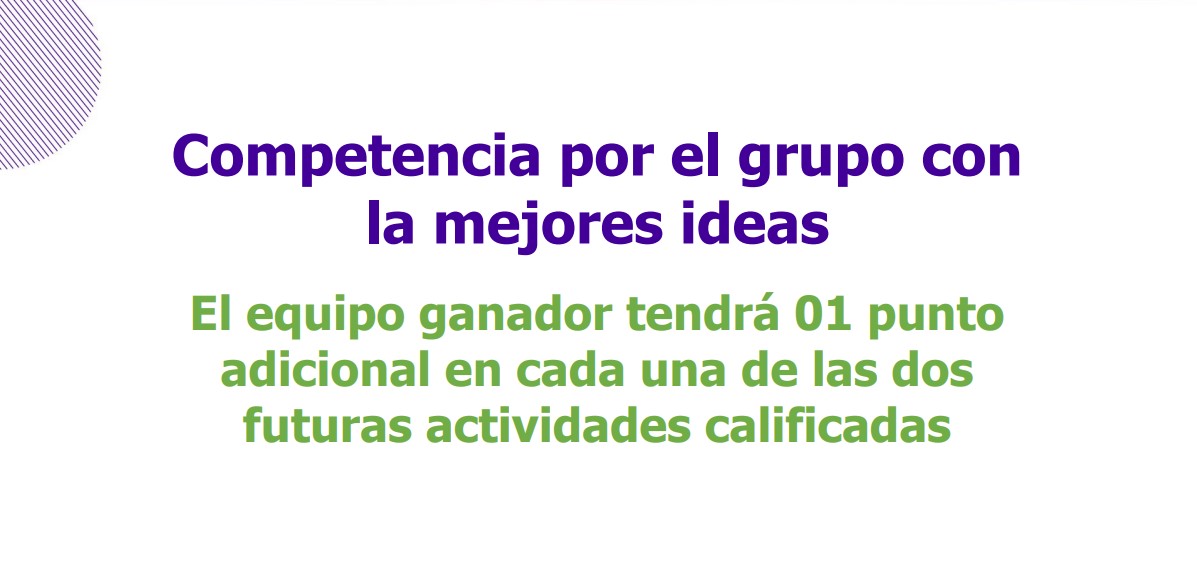 Competencia por el grupo con
la mejores ideas
El equipo ganador tendrá 01 punto
adicional en cada una de las dos
futuras actividades calificadas